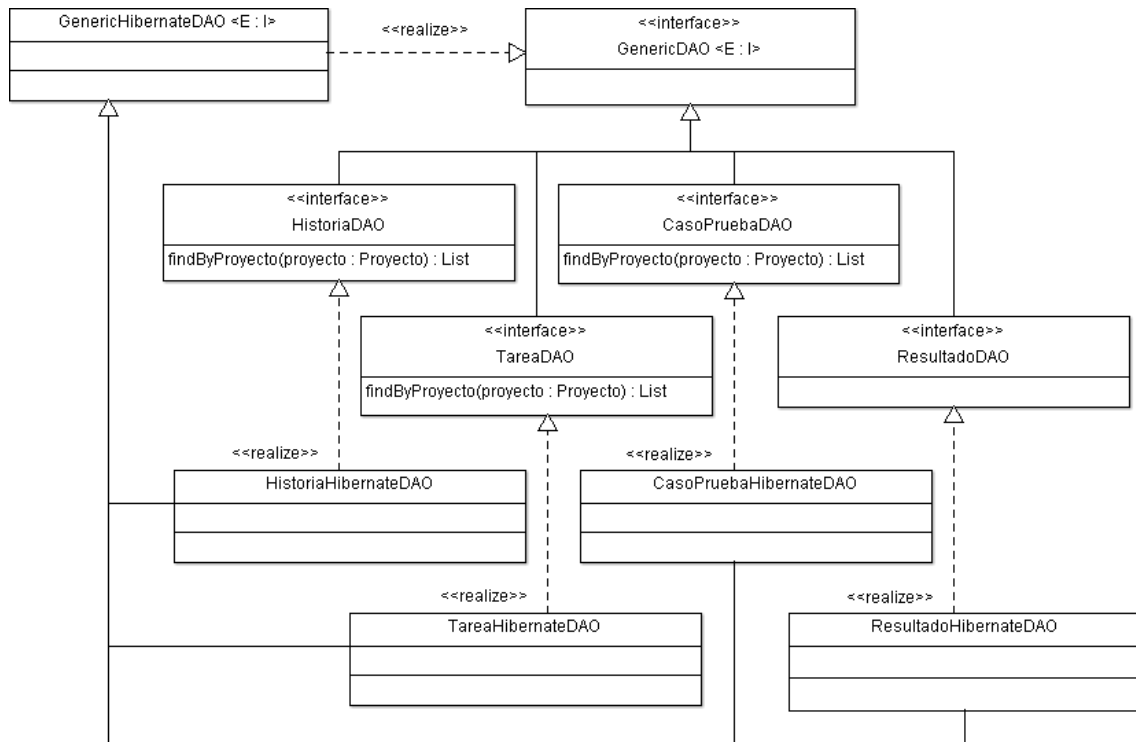 GenericHibernateDAO <E : I>
<<realize>>
<<interface>>
GenericDAO <E : I>
<<interface>>
HistoriaDAO
findByProyecto(proyecto : Proyecto) : List
<<interface>>
CasoPruebaDAO
findByProyecto(proyecto : Proyecto) : List
<<interface>>
TareaDAO
findByProyecto(proyecto : Proyecto) : List
<<interface>>
ResultadoDAO
<<realize>>
HistoriaHibernateDAO
<<realize>>
CasoPruebaHibernateDAO
<<realize>>
TareaHibernateDAO
<<realize>>
ResultadoHibernateDAO